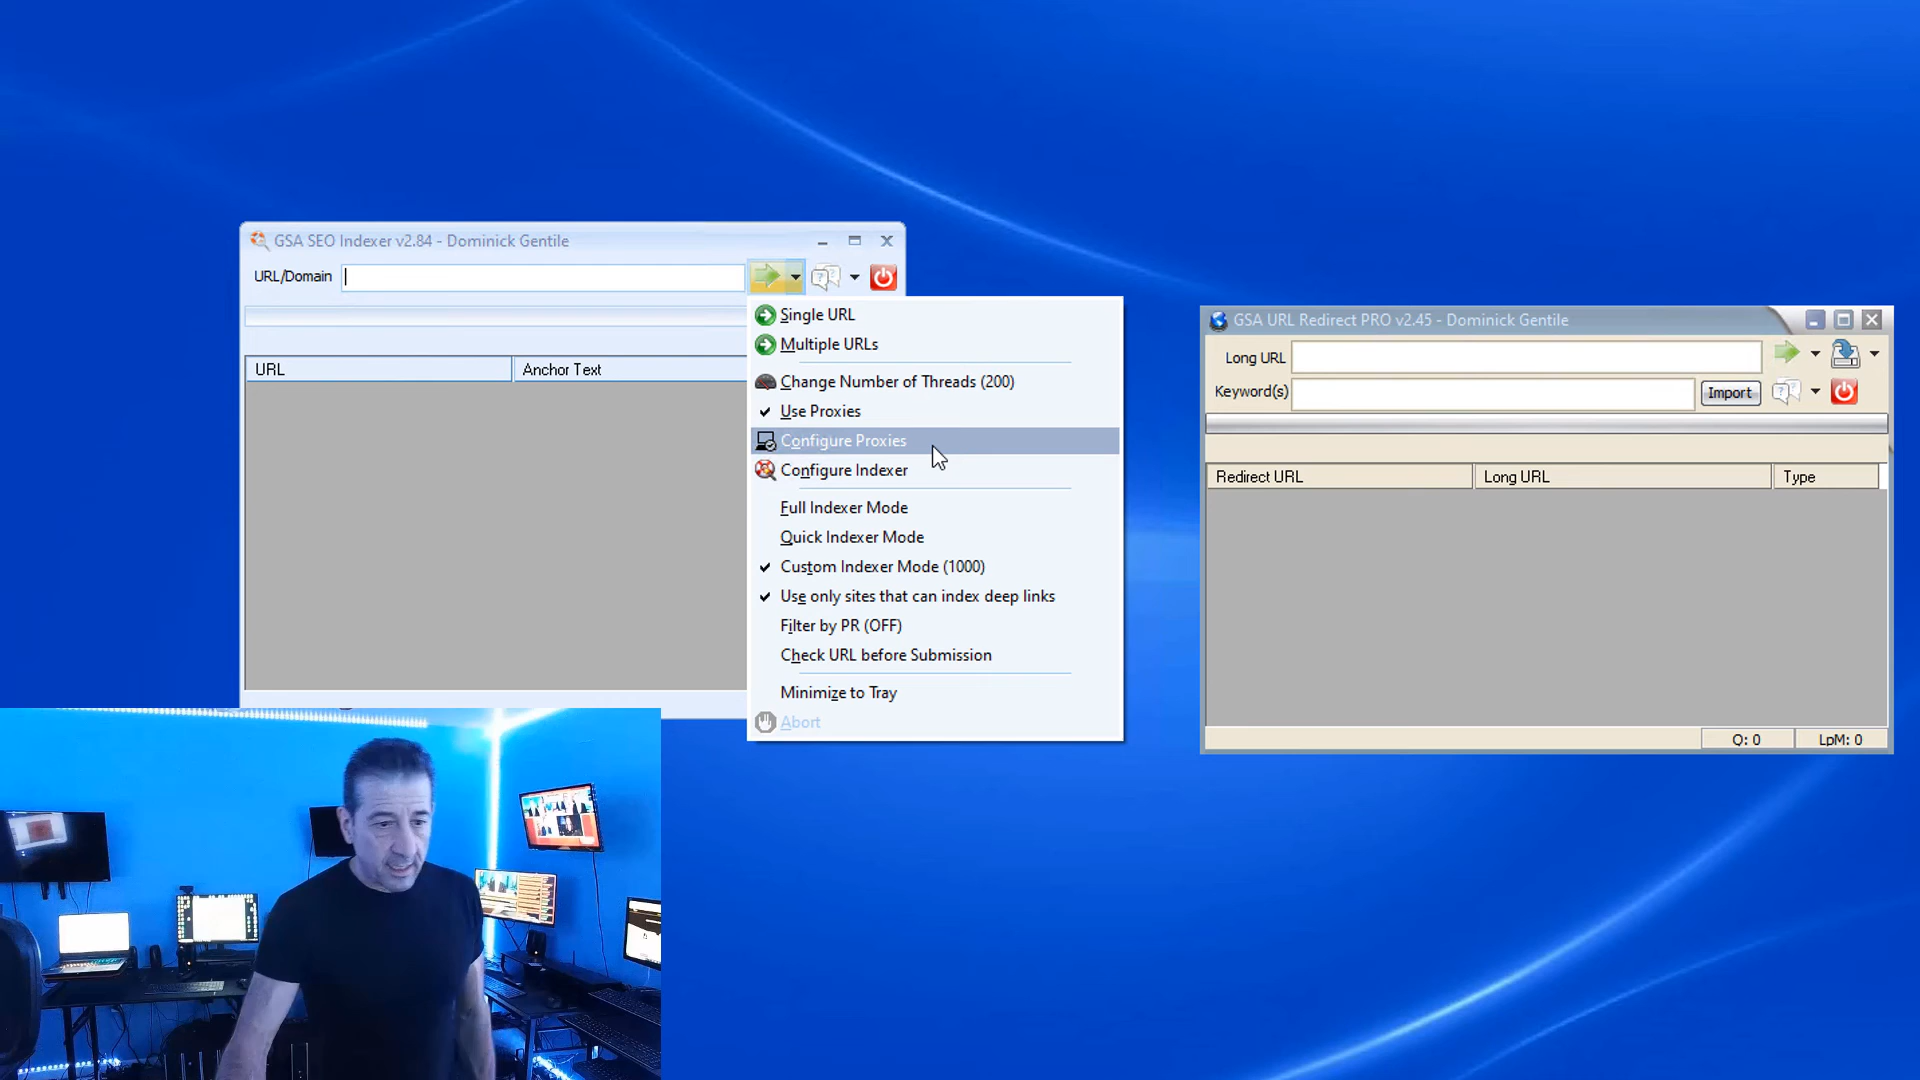 GSA SEO Indexer v2.84 - Dominick Gentile
URL/Domain
URL
Anchor Text
Single URL
Multiple URLs
Change Number of Threads (200)
Use Proxies
Configure Proxies
Configure Indexer
Full Indexer Mode
Quick Indexer Mode
Custom Indexer Mode (1000)
Use only sites that can index deep links
Filter by PR (OFF)
Check URL before Submission
Minimize to Tray
Abort
GSA URL Redirect PRO v2.45 - Dominick Gentile
Long URL
Keyword(s)
Import
Redirect URL
Long URL
Type
Q: 0
LpM: 0